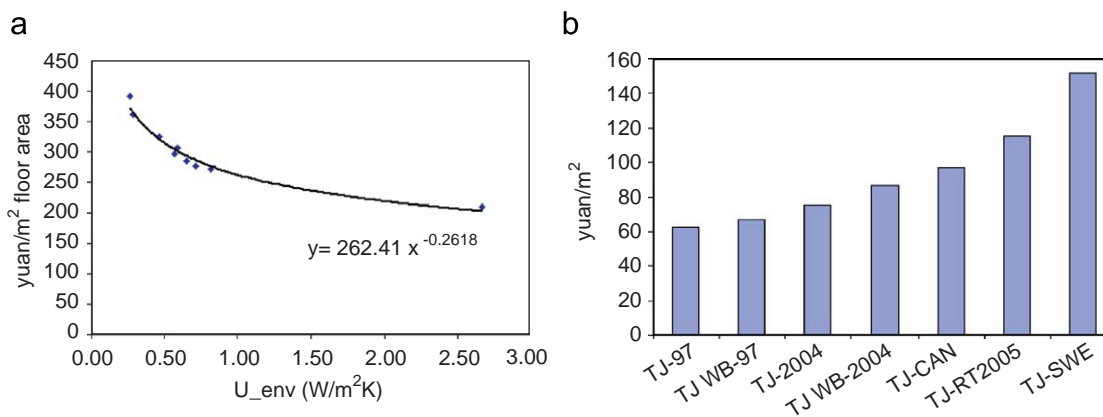 a
450
400
350
300
250
200
150
100
50
0
yuan/m² floor area
y= 262.41 x -0.2618
0.00 0.50 1.00 1.50 2.00 2.50 3.00
U_env (W/m²K)
b
160
140
120
100
80
60
40
20
0
yuan/m²
TJ-97
TJ WB-97
TJ-2004
TJ WB-2004
TJ-CAN
TJ-RT2005
TJ-SWE